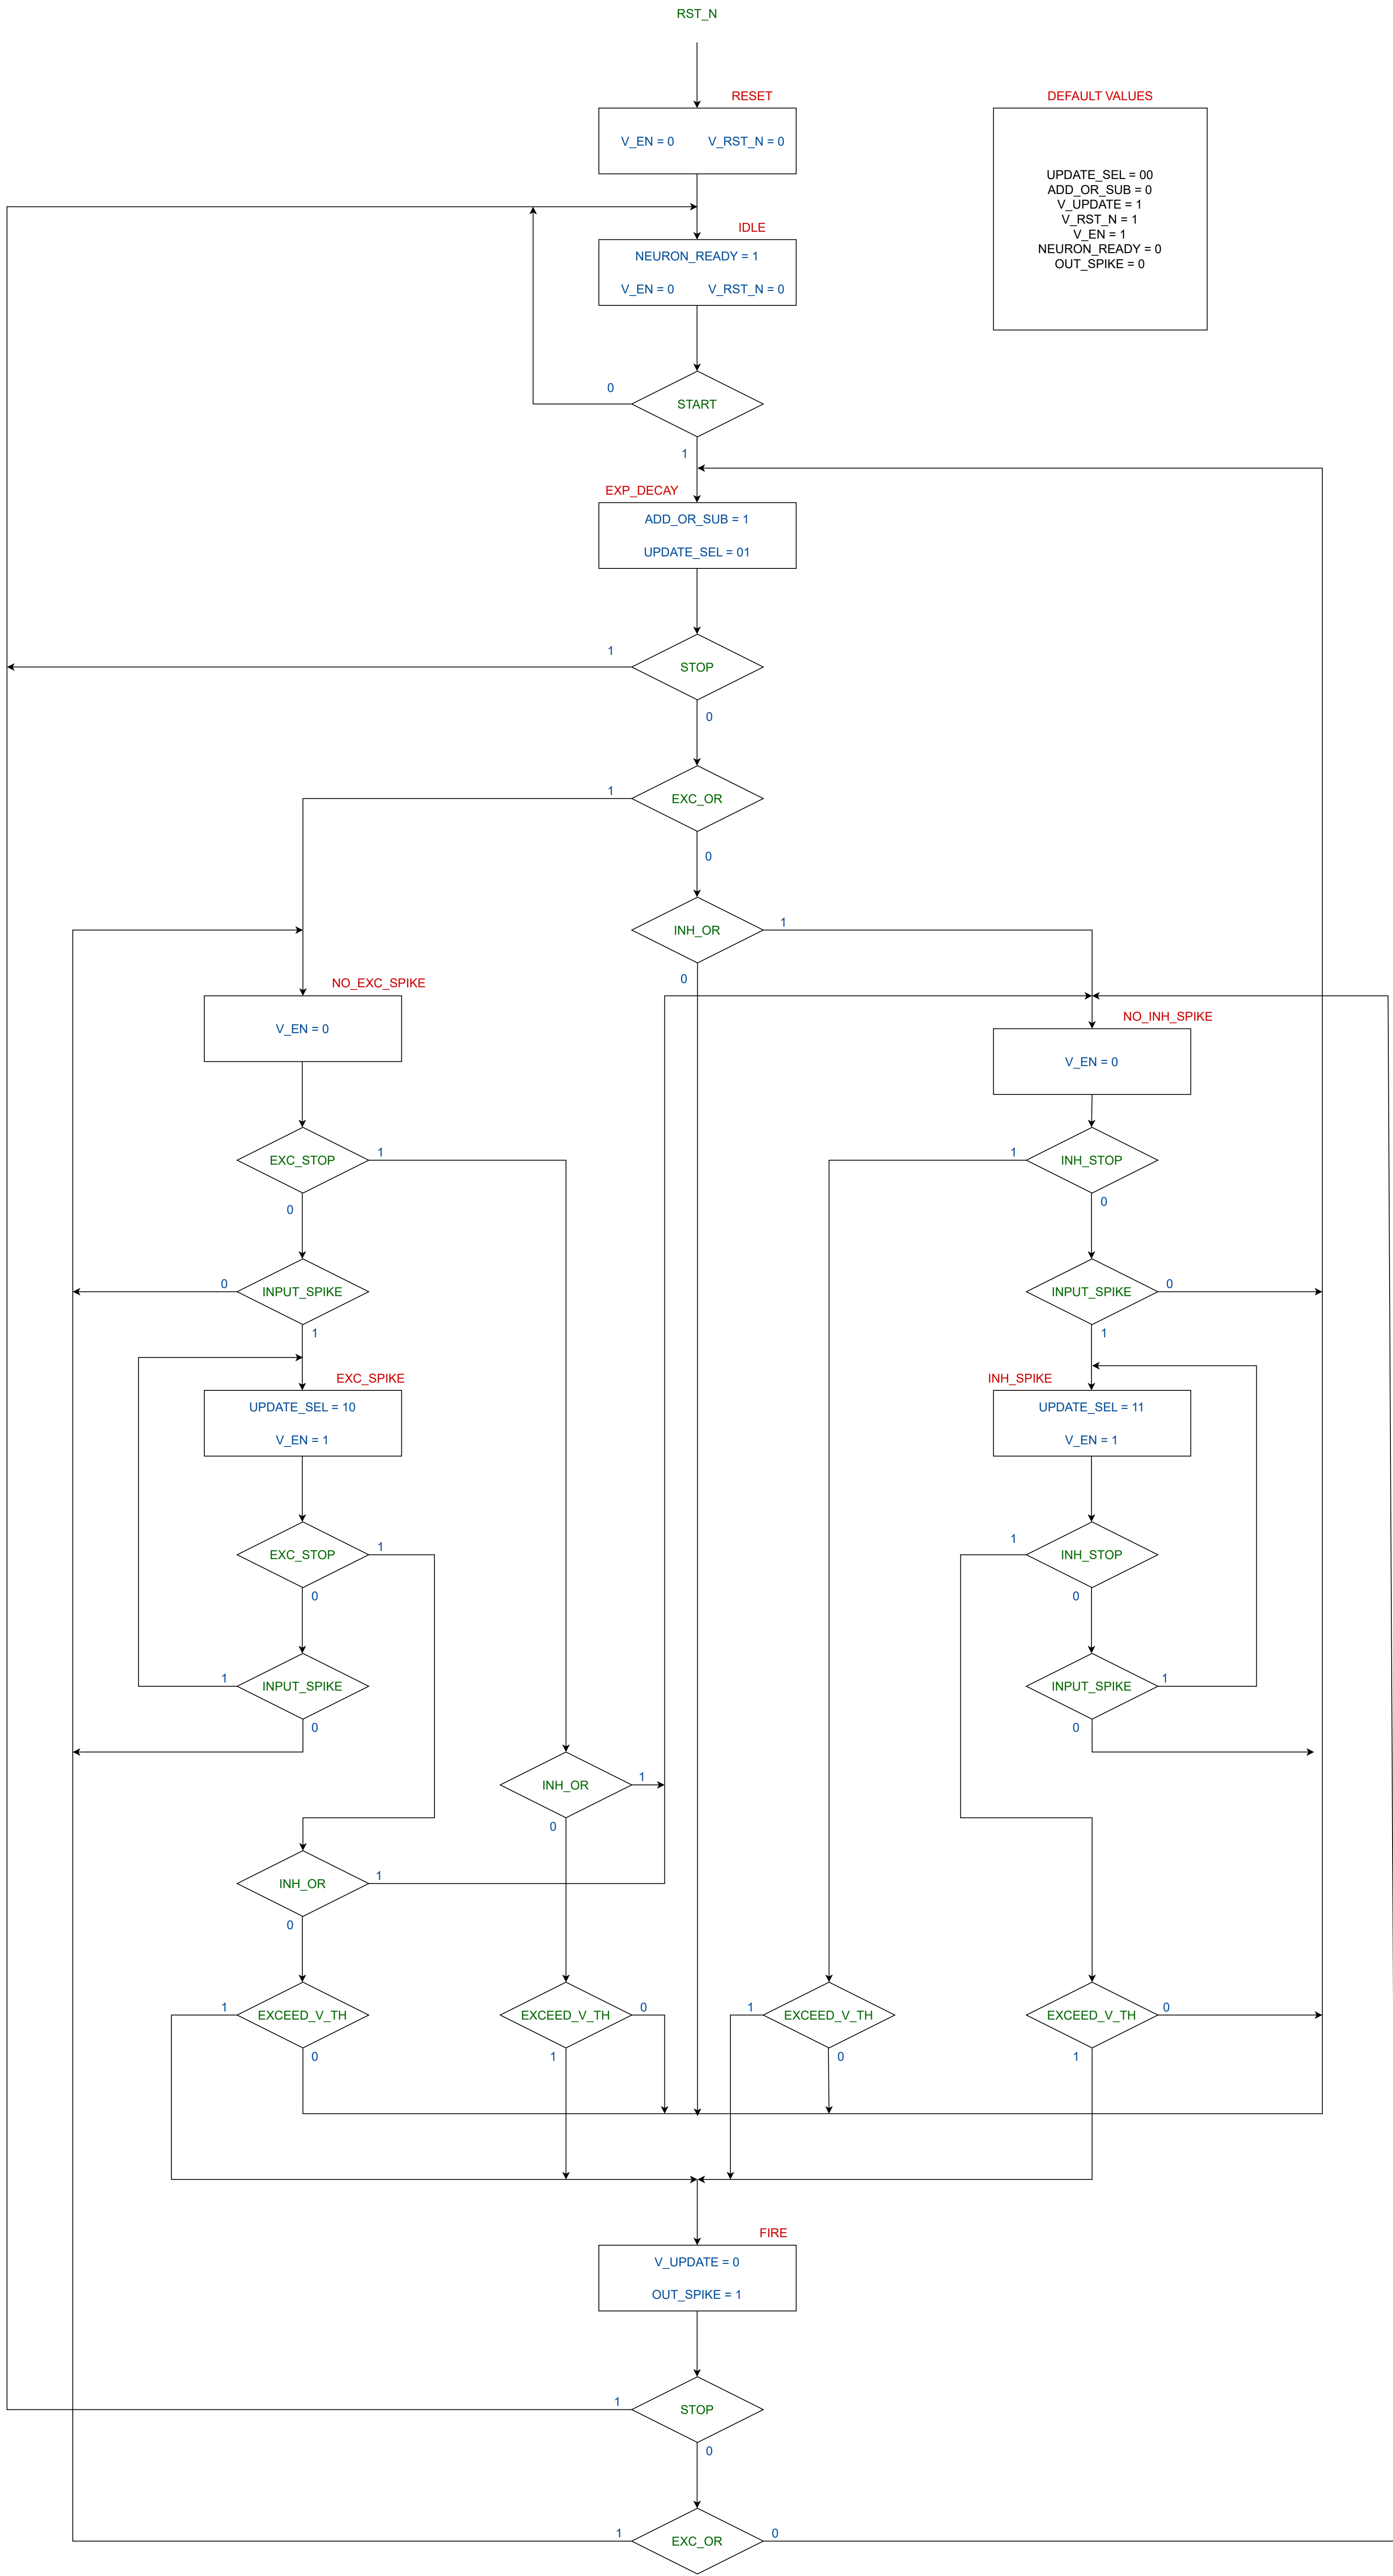 RST_N
RESET
V_EN = 0 V_RST_N = 0
DEFAULT VALUES
UPDATE_SEL = 00
ADD_OR_SUB = 0
V_UPDATE = 1
V_RST_N = 1
V_EN = 1
NEURON_READY = 0
OUT_SPIKE = 0
IDLE
NEURON_READY = 1
V_EN = 0 V_RST_N = 0
0
START
1
EXP_DECAY
ADD_OR_SUB = 1
UPDATE_SEL = 01
1
STOP
0
1
EXC_OR
0
INH_OR
1
0
NO_EXC_SPIKE
V_EN = 0
NO_INH_SPIKE
V_EN = 0
EXC_STOP
1
0
1
INH_STOP
0
0
INPUT_SPIKE
1
INPUT_SPIKE
0
1
EXC_SPIKE
UPDATE_SEL = 10
V_EN = 1
INH_SPIKE
UPDATE_SEL = 11
V_EN = 1
EXC_STOP
1
0
1
INH_STOP
0
1
INPUT_SPIKE
0
INPUT_SPIKE
1
0
INH_OR
1
0
INH_OR
1
0
1
EXCEED_V_TH
0
EXCEED_V_TH
0
1
1
EXCEED_V_TH
0
EXCEED_V_TH
0
1
FIRE
V_UPDATE = 0
OUT_SPIKE = 1
1
STOP
0
1
EXC_OR
0